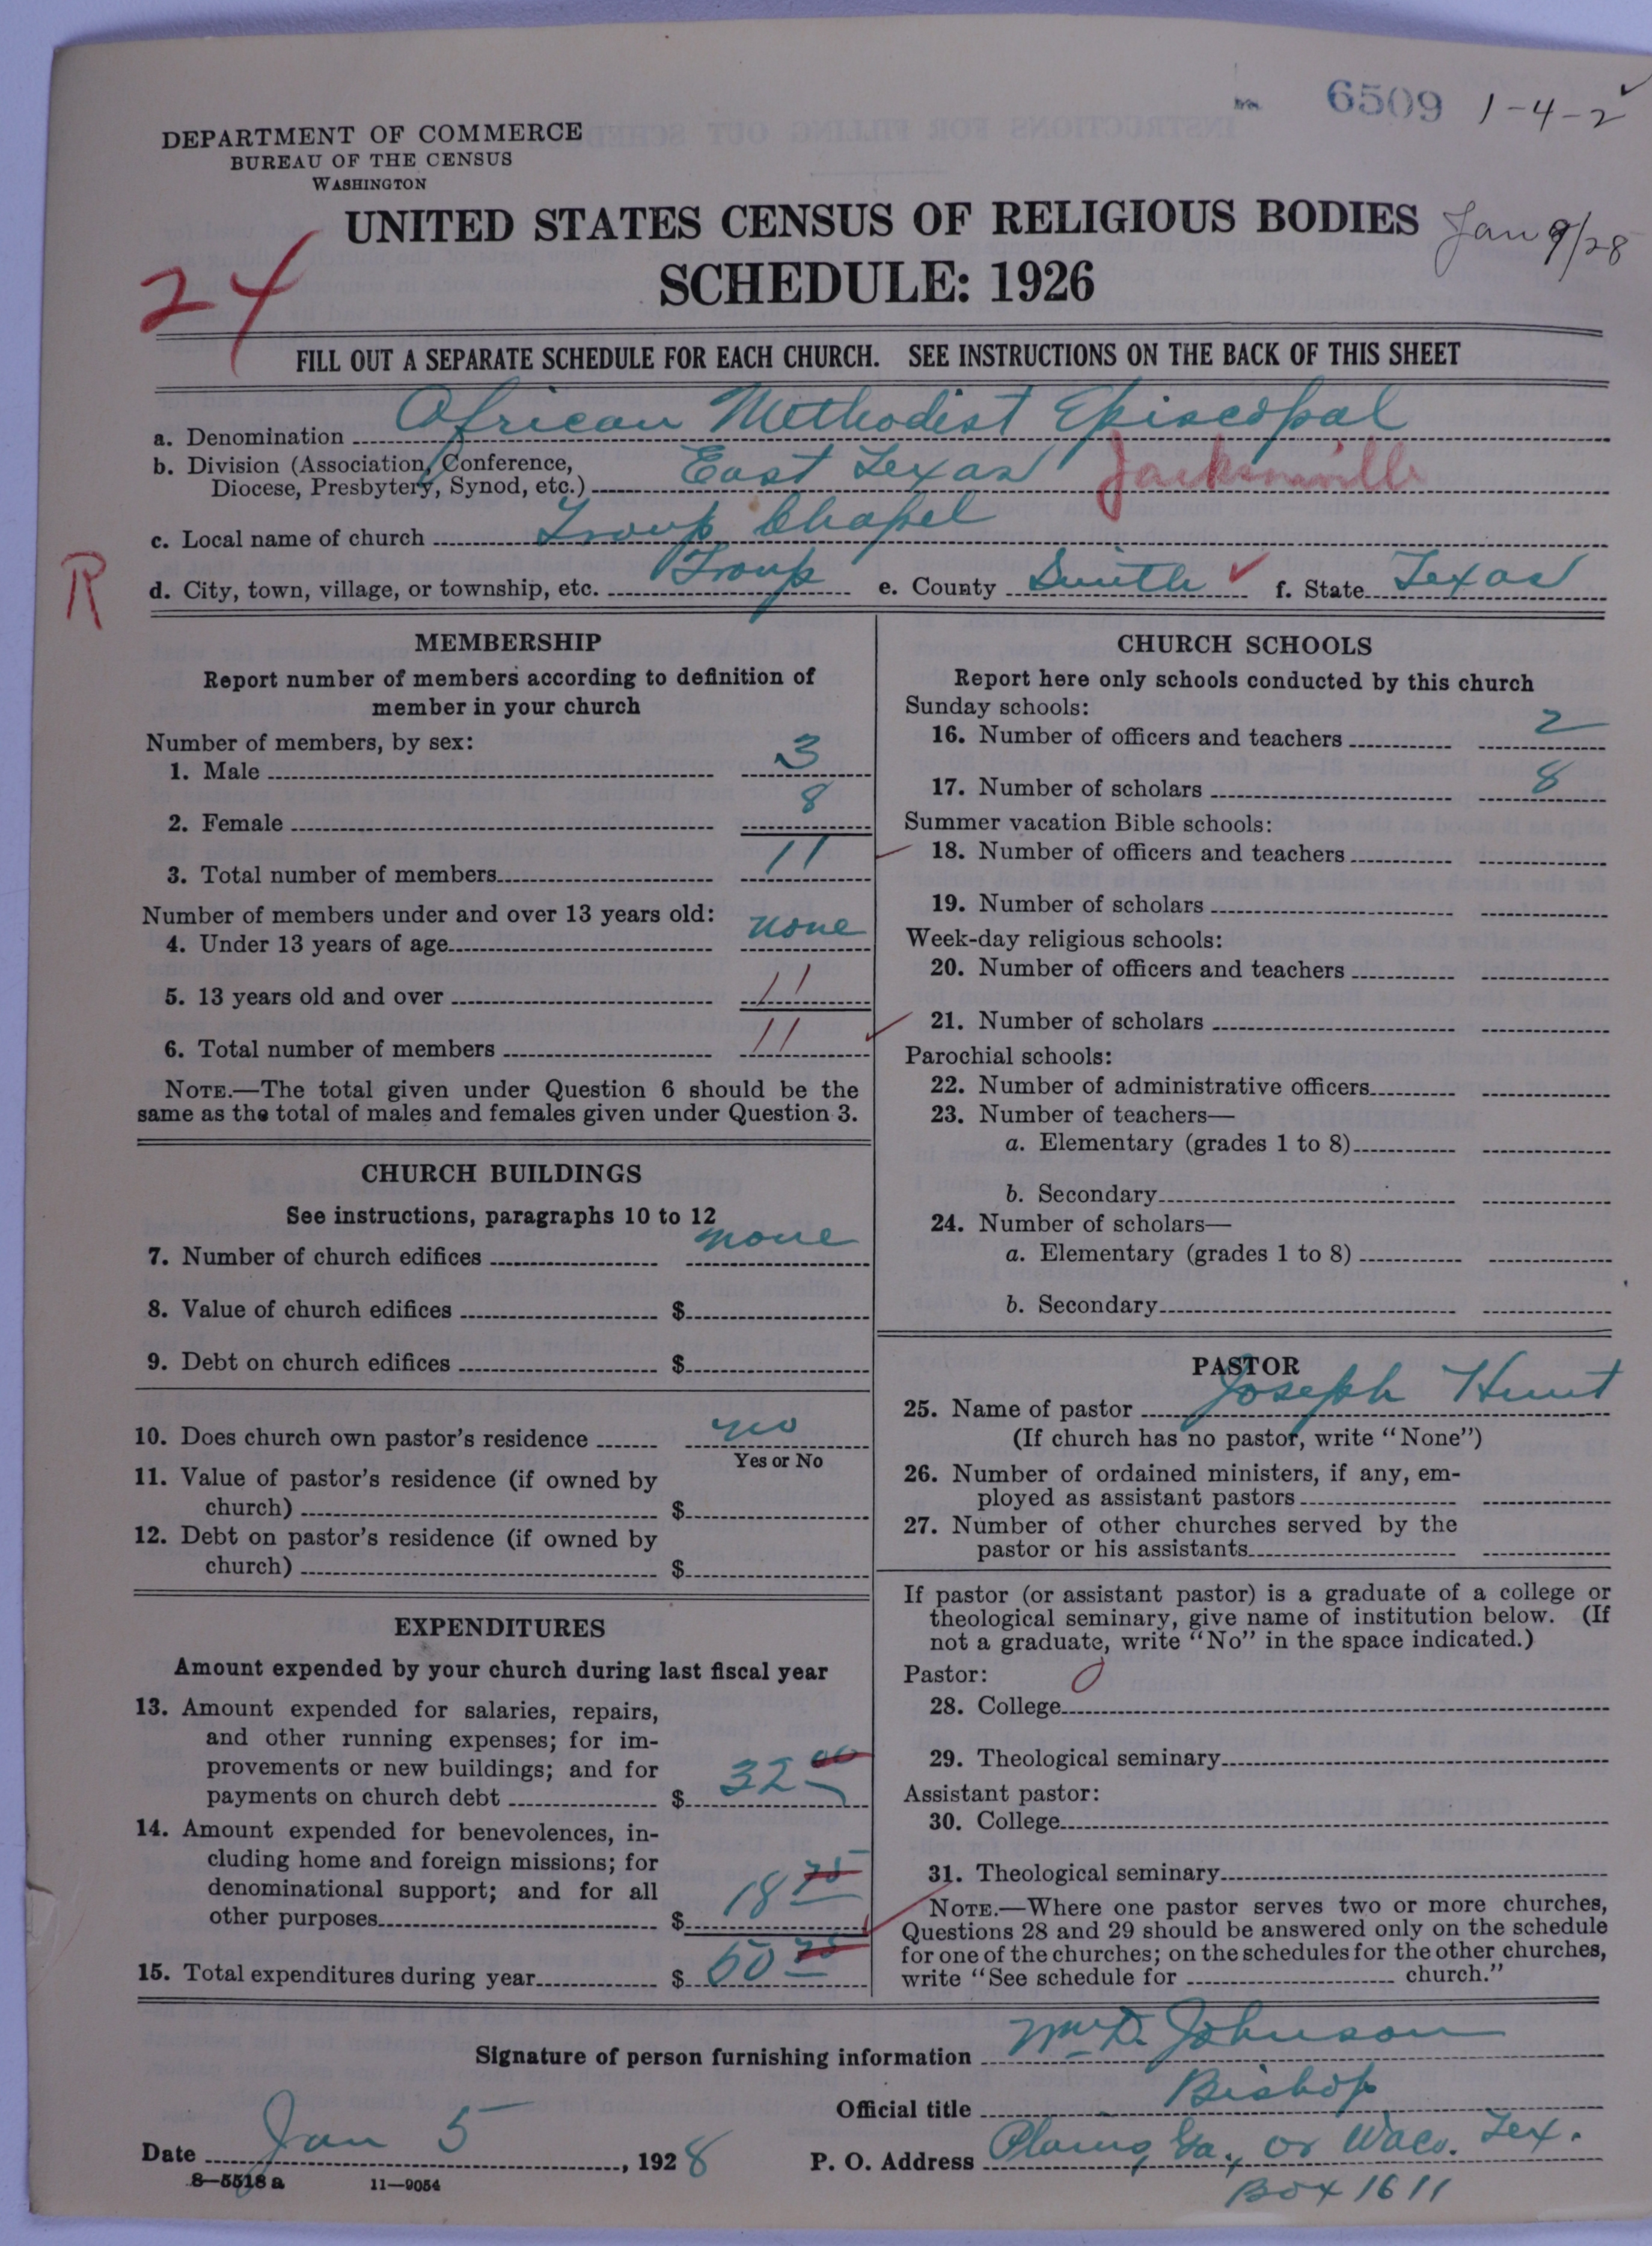 6509 1-4-2
DEPARTMENT OF COMMERCE
BUREAU OF THE CENSUS
WASHINGTON
UNITED STATES CENSUS OF RELIGIOUS BODIES Jan 9/28
24
SCHEDULE: 1926
FILL OUT A SEPARATE SCHEDULE FOR EACH CHURCH. SEE INSTRUCTIONS ON THE BACK OF THIS SHEET
a. Denomination African Methodist Episcopal
b. Division (Association, Conference,
Diocese, Presbytery, Synod, etc.) East Texas Jacksonville
c. Local name of church Troup Chapel
R
d. City, town, village, or township, etc. Troup e. County Smith f. State Texas
MEMBERSHIP
Report number of members according to definition of
member in your church
Number of members, by sex:
1. Male 3
2. Female 8
3. Total number of members 11
Number of members under and over 13 years old:
4. Under 13 years of age none
5. 13 years old and over 11
6. Total number of members 11
NOTE.—The total given under Question 6 should be the
same as the total of males and females given under Question 3.
CHURCH BUILDINGS
See instructions, paragraphs 10 to 12
7. Number of church edifices none
8. Value of church edifices $
9. Debt on church edifices $
10. Does church own pastor's residence no
Yes or No
11. Value of pastor's residence (if owned by
church) $
12. Debt on pastor's residence (if owned by
church) $
EXPENDITURES
Amount expended by your church during last fiscal year
13. Amount expended for salaries, repairs,
and other running expenses; for im-
provements or new buildings; and for
payments on church debt $ 32 00
14. Amount expended for benevolences, in-
cluding home and foreign missions; for
denominational support; and for all
other purposes $ 18 75
15. Total expenditures during year $ 50 75
CHURCH SCHOOLS
Report here only schools conducted by this church
Sunday schools:
16. Number of officers and teachers 2
17. Number of scholars 8
Summer vacation Bible schools:
18. Number of officers and teachers
19. Number of scholars
Week-day religious schools:
20. Number of officers and teachers
21. Number of scholars
Parochial schools:
22. Number of administrative officers
23. Number of teachers—
a. Elementary (grades 1 to 8)
b. Secondary
24. Number of scholars—
a. Elementary (grades 1 to 8)
b. Secondary
PASTOR
25. Name of pastor Joseph Hunt
(If church has no pastor, write "None")
26. Number of ordained ministers, if any, em-
ployed as assistant pastors
27. Number of other churches served by the
pastor or his assistants
If pastor (or assistant pastor) is a graduate of a college or
theological seminary, give name of institution below. (If
not a graduate, write "No" in the space indicated.)
Pastor: 0
28. College
29. Theological seminary
Assistant pastor:
30. College
31. Theological seminary
NOTE.—Where one pastor serves two or more churches,
Questions 28 and 29 should be answered only on the schedule
for one of the churches; on the schedules for the other churches,
write "See schedule for church."
Signature of person furnishing information Wm D. Johnson
Official title Bishop
Date Jan 5, 1928 P. O. Address Plains, Ga., or Waco. Tex.
8-5518 a 11-9054 Box 1611